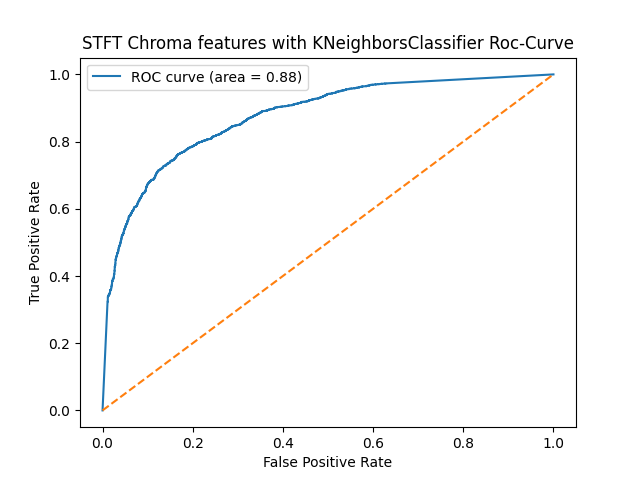 STFT Chroma features with KNeighborsClassifier Roc-Curve
ROC curve (area = 0.88)
1.0
0.8
0.6
0.4
0.2
0.0
True Positive Rate
0.0 0.2 0.4 0.6 0.8 1.0
False Positive Rate